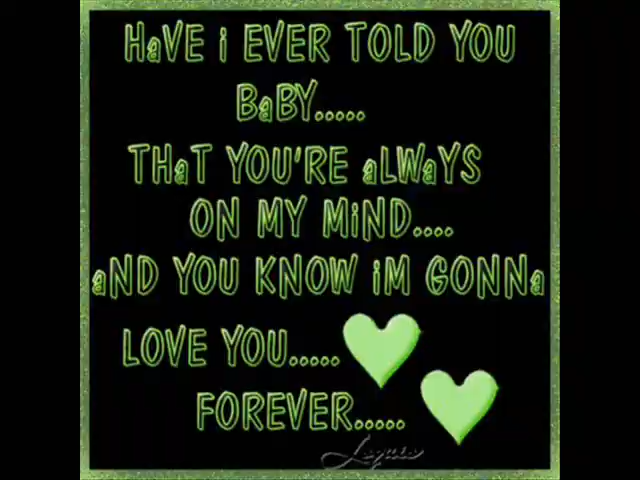 HaVE i EVER TOLD YOU
BaBY.....
THaT YOU'RE aLWaYS
ON MY MiND....
aND YOU KNOW iM GONNa
LOVE YOU.....
FOREVER.....